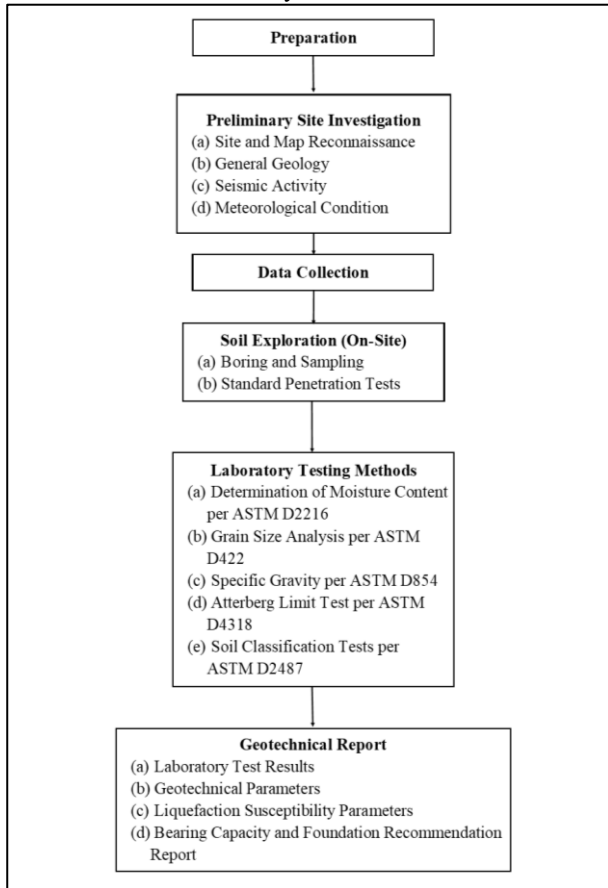 Preparation
Preliminary Site Investigation
(a) Site and Map Reconnaissance
(b) General Geology
(c) Seismic Activity
(d) Meteorological Condition
Data Collection
Soil Exploration (On-Site)
(a) Boring and Sampling
(b) Standard Penetration Tests
Laboratory Testing Methods
(a) Determination of Moisture Content
per ASTM D2216
(b) Grain Size Analysis per ASTM
D422
(c) Specific Gravity per ASTM D854
(d) Atterberg Limit Test per ASTM
D4318
(e) Soil Classification Tests per
ASTM D2487
Geotechnical Report
(a) Laboratory Test Results
(b) Geotechnical Parameters
(c) Liquefaction Susceptibility Parameters
(d) Bearing Capacity and Foundation Recommendation
Report